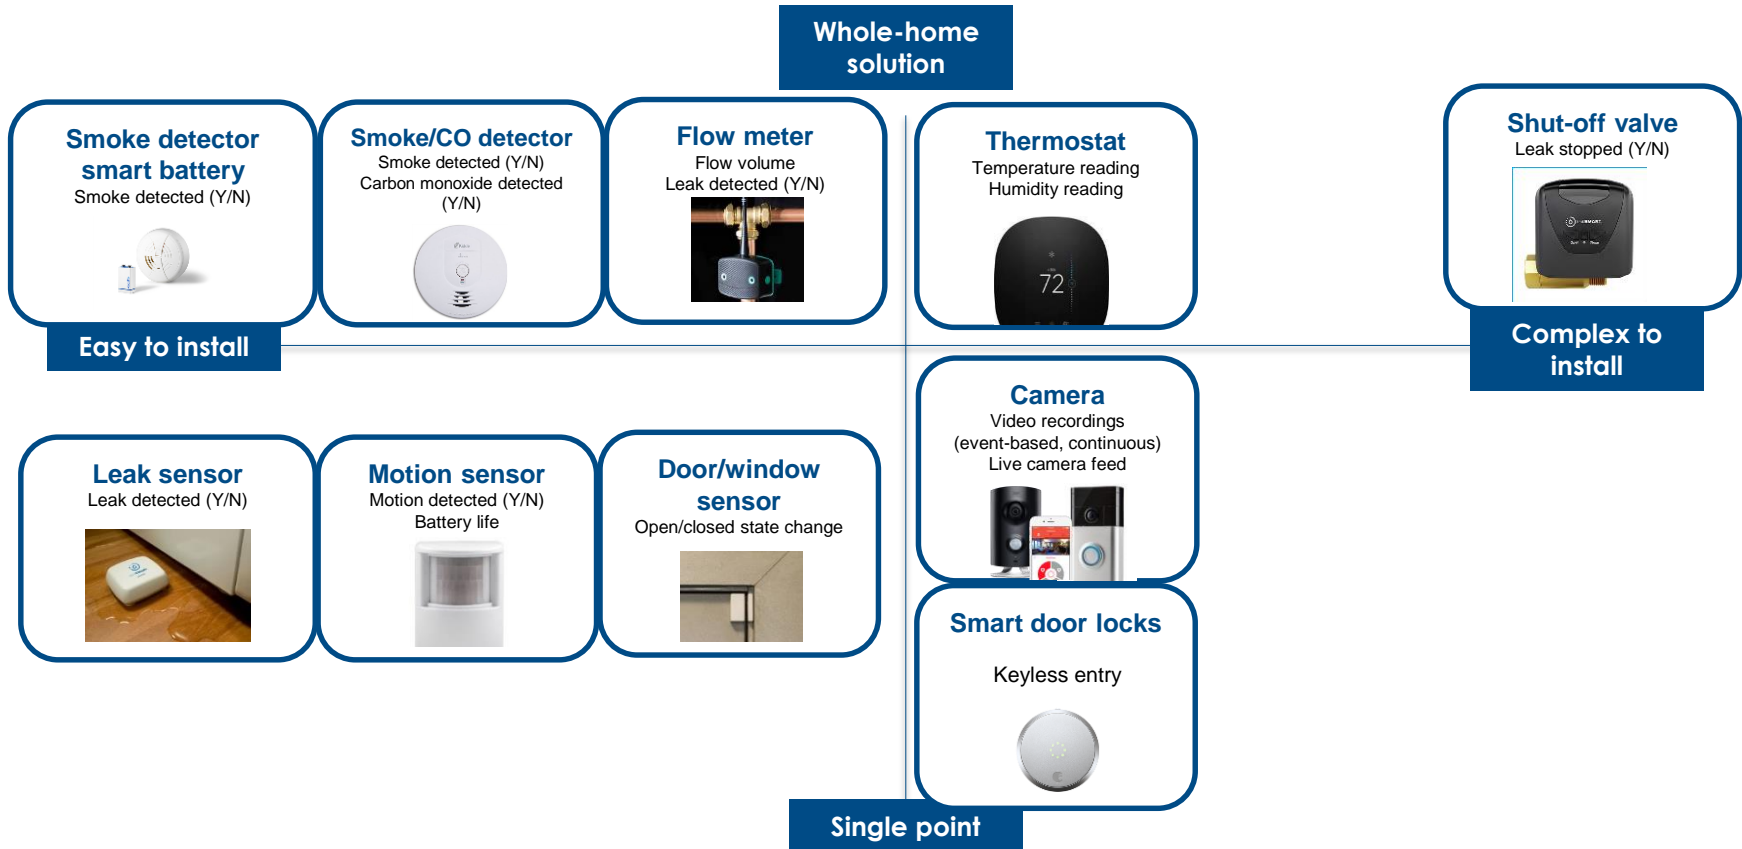 Whole-home
solution
Smoke detector
smart battery
Smoke detected (Y/N)
Smoke/CO detector
Smoke detected (Y/N)
Carbon monoxide detected
(Y/N)
Flow meter
Flow volume
Leak detected (Y/N)
Thermostat
Temperature reading
Humidity reading
72
Shut-off valve
Leak stopped (Y/N)
Easy to install
Complex to
install
Leak sensor
Leak detected (Y/N)
Motion sensor
Motion detected (Y/N)
Battery life
Door/window
sensor
Open/closed state change
Camera
Video recordings
(event-based, continuous)
Live camera feed
Smart door locks
Keyless entry
Single point